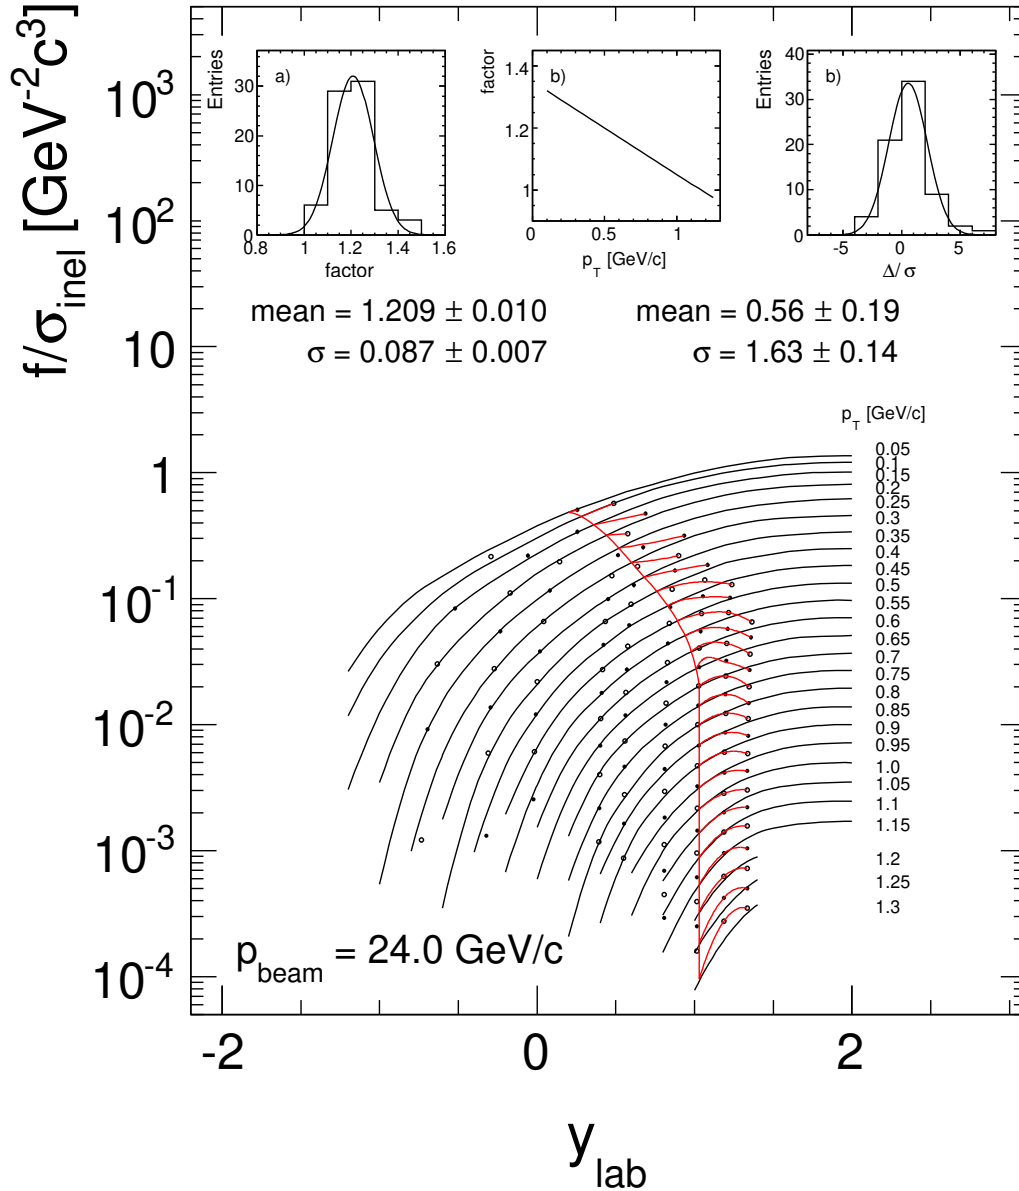 f/σinel [GeV-2c3]
10^3
10^2
10
1
10^-1
10^-2
10^-3
10^-4
Entries
a)
30
20
10
0
0.8 1 1.2 1.4 1.6
factor
factor
b)
1.4
1.2
1
0 0.5 1
pT [GeV/c]
Entries
b)
40
30
20
10
0
-5 0 5
Δ/σ
mean = 1.209 ± 0.010
σ = 0.087 ± 0.007
mean = 0.56 ± 0.19
σ = 1.63 ± 0.14
pT [GeV/c]
0.05
0.1
0.15
0.2
0.25
0.3
0.35
0.4
0.45
0.5
0.55
0.6
0.65
0.7
0.75
0.8
0.85
0.9
0.95
1.0
1.05
1.1
1.15
1.2
1.25
1.3
pbeam = 24.0 GeV/c
-2 0 2
ylab